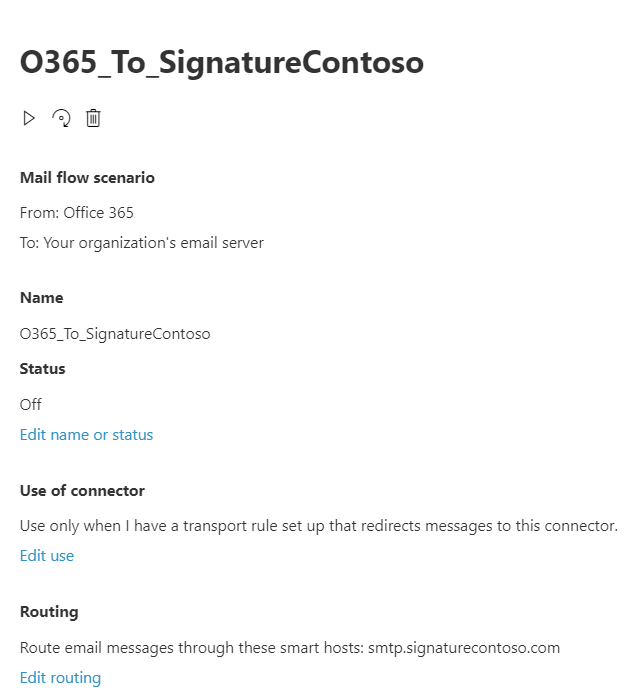 O365_To_SignatureContoso
Mail flow scenario
From: Office 365
To: Your organization's email server
Name
O365_To_SignatureContoso
Status
Off
Edit name or status
Use of connector
Use only when I have a transport rule set up that redirects messages to this connector.
Edit use
Routing
Route email messages through these smart hosts: smtp.signaturecontoso.com
Edit routing